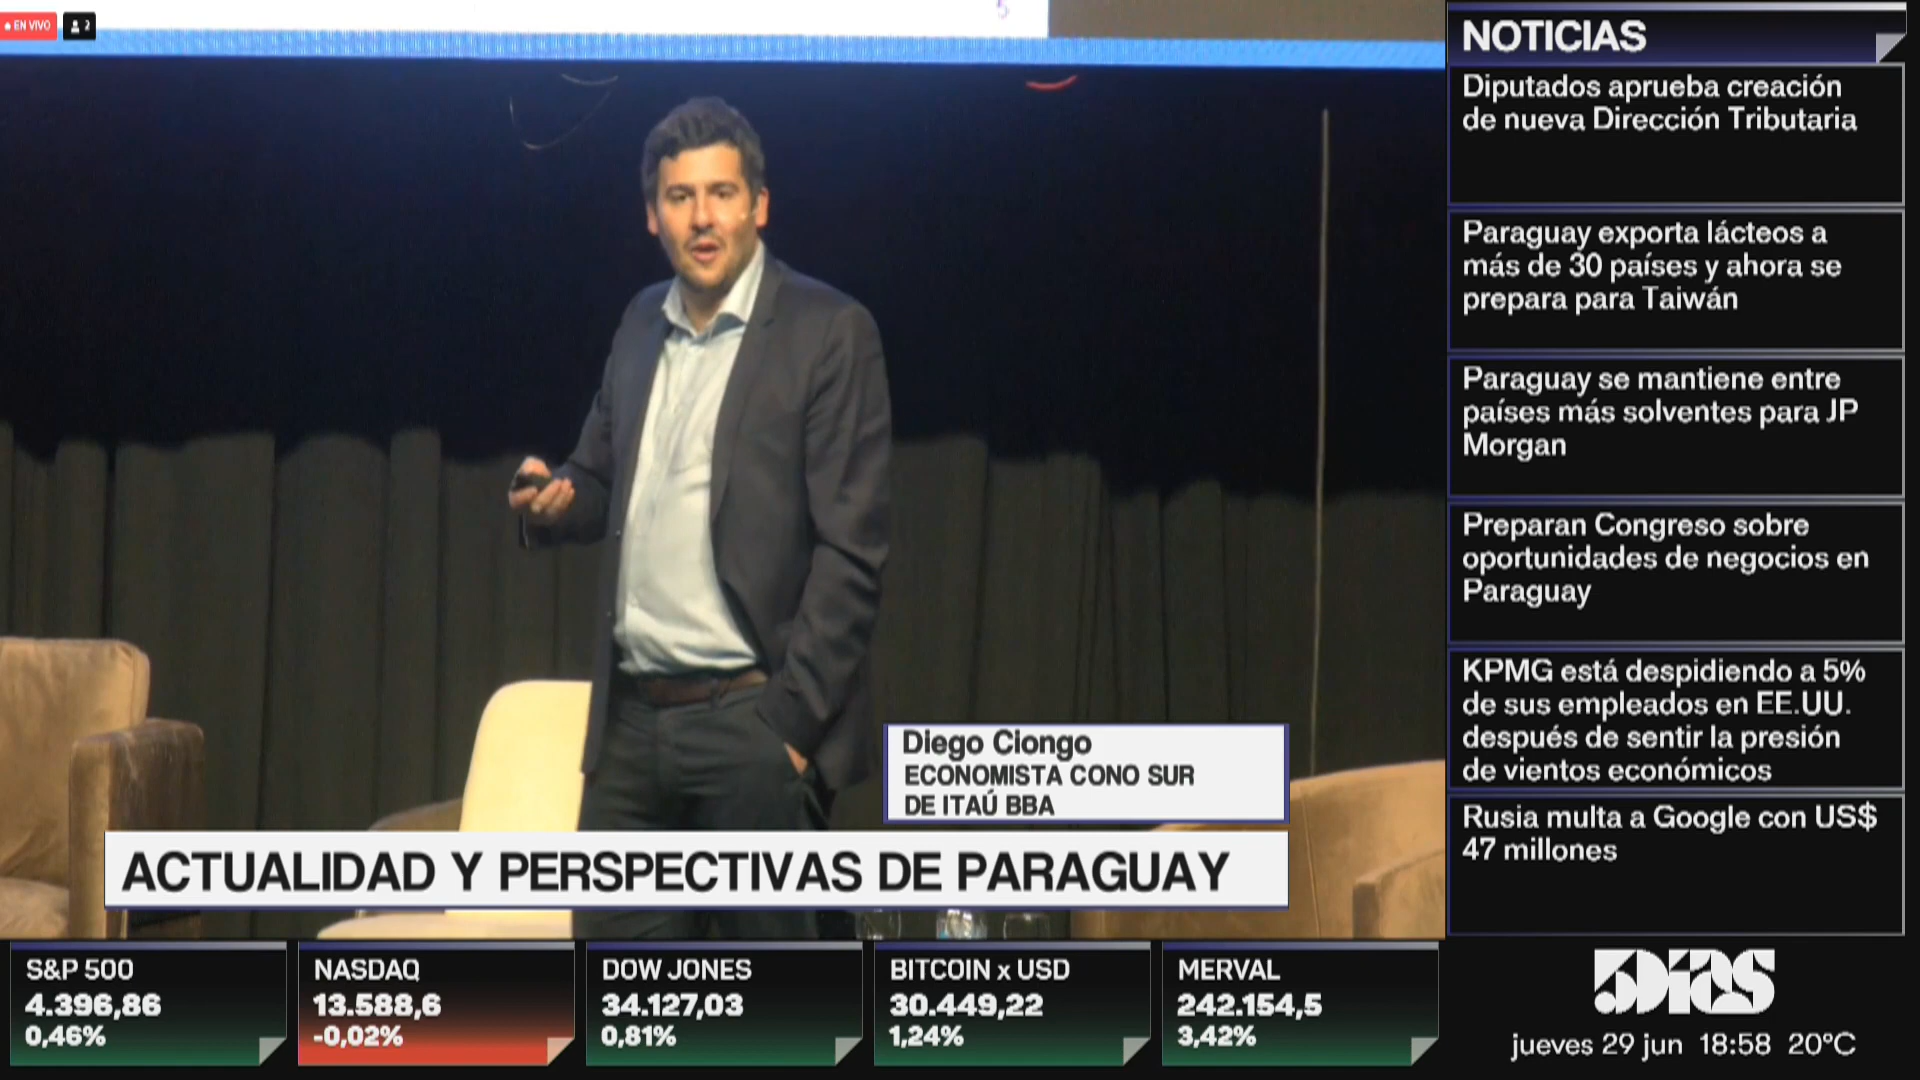 5
EN VIVO
2
NOTICIAS
Diputados aprueba creación
de nueva Dirección Tributaria
Paraguay exporta lácteos a
más de 30 países y ahora se
prepara para Taiwán
Paraguay se mantiene entre
países más solventes para JP
Morgan
Preparan Congreso sobre
oportunidades de negocios en
Paraguay
KPMG está despidiendo a 5%
de sus empleados en EE.UU.
después de sentir la presión
de vientos económicos
Rusia multa a Google con US$
47 millones
Diego Ciongo
ECONOMISTA CONO SUR
DE ITAÚ BBA
ACTUALIDAD Y PERSPECTIVAS DE PARAGUAY
S&P 500
4.396,86
0,46%
NASDAQ
13.588,6
-0,02%
DOW JONES
34.127,03
0,81%
BITCOIN x USD
30.449,22
1,24%
MERVAL
242.154,5
3,42%
5Días
jueves 29 jun 18:58 20°C